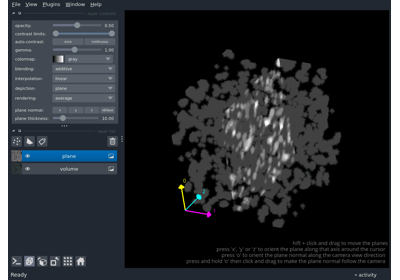 File View Plugins Window Help
opacity: 0.50
contrast limits:
auto-contrast: once continuous
gamma: 1.00
colormap: gray
blending: additive
interpolation: linear
depiction: plane
rendering: average
plane normal: x y z oblique
plane thickness: 10.00
plane
volume
0
hift + click and drag to move the planes
press 'x', 'y' or 'z' to orient the plane along that axis around the cursor
press 'o' to orient the plane normal along the camera view direction
press and hold 'o' then click and drag to make the plane normal follow the camera
Ready
activity